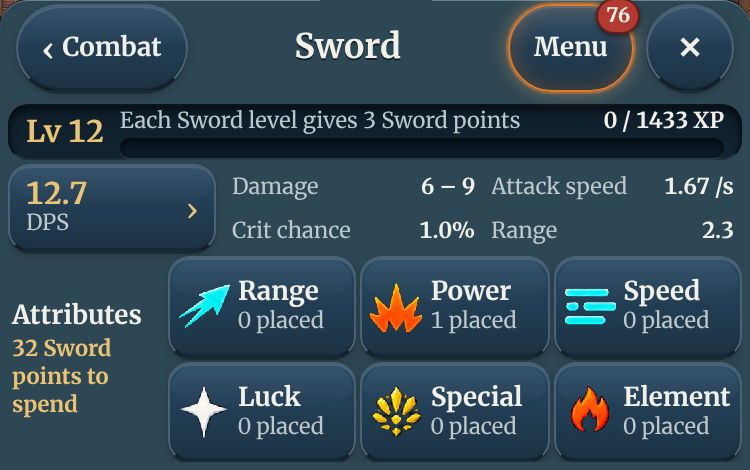 ‹ Combat
Sword
Menu
76
×
Lv 12
Each Sword level gives 3 Sword points
0 / 1433 XP
12.7
DPS
›
Damage
6 – 9
Attack speed
1.67 /s
Crit chance
1.0%
Range
2.3
Attributes
32 Sword
points to
spend
Range
0 placed
Power
1 placed
Speed
0 placed
Luck
0 placed
Special
0 placed
Element
0 placed